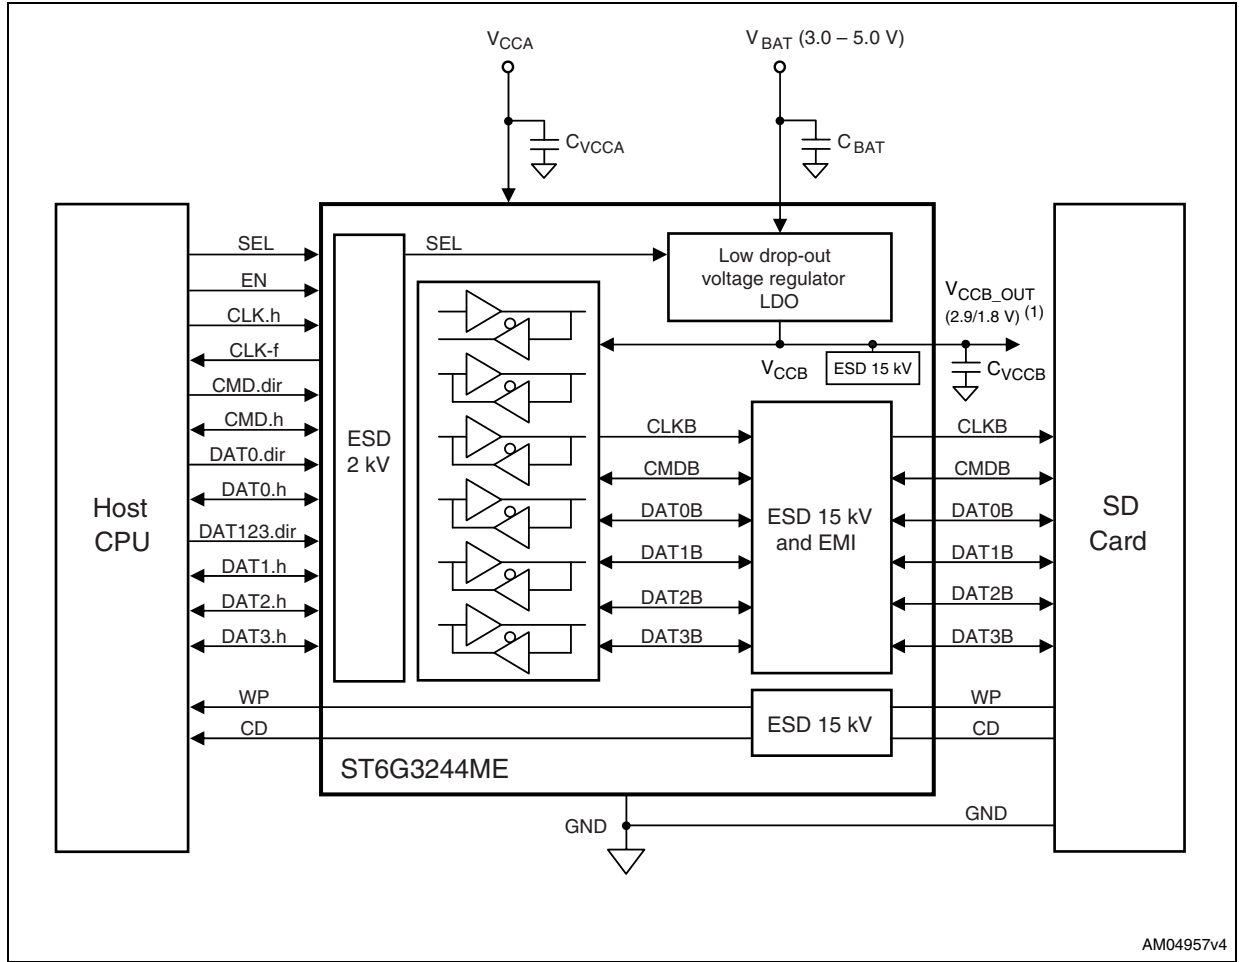 VCCA
VBAT (3.0 – 5.0 V)
CVCCA
CBAT
SEL
EN
CLK.h
CLK-f
CMD.dir
CMD.h
DAT0.dir
DAT0.h
DAT123.dir
DAT1.h
DAT2.h
DAT3.h
WP
CD
Host
CPU
ESD
2 kV
SEL
Low drop-out
voltage regulator
LDO
VCCB
ESD 15 kV
VCCB_OUT
(2.9/1.8 V) (1)
CVCCB
CLKB
CMDB
DAT0B
DAT1B
DAT2B
DAT3B
ESD 15 kV
and EMI
CLKB
CMDB
DAT0B
DAT1B
DAT2B
DAT3B
ESD 15 kV
WP
CD
SD
Card
ST6G3244ME
GND
GND
AM04957v4